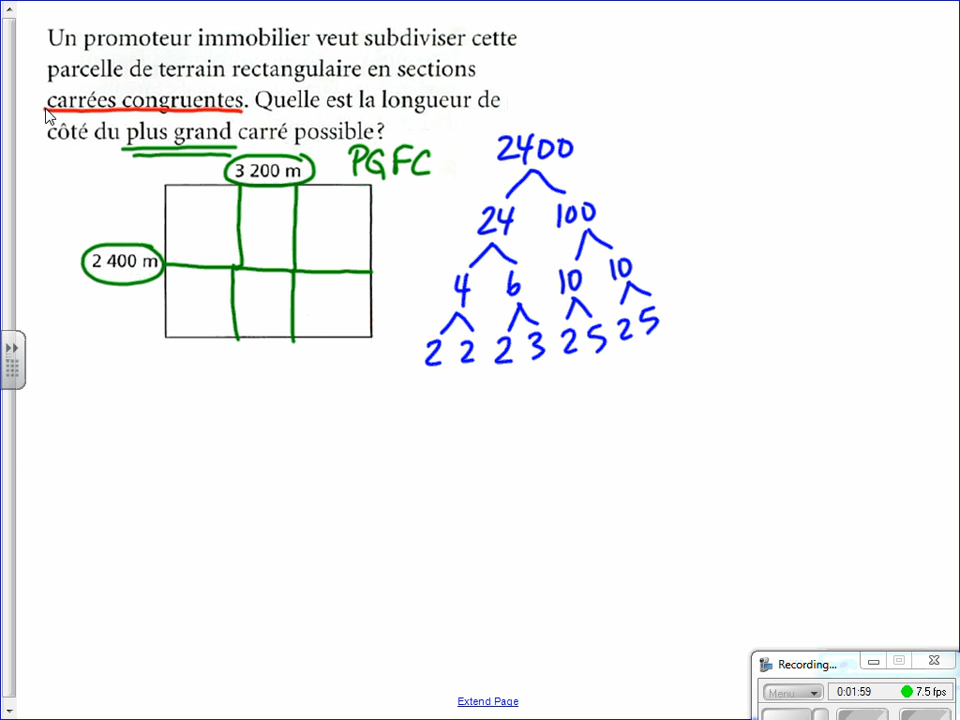 Un promoteur immobilier veut subdiviser cette
parcelle de terrain rectangulaire en sections
carrées congruentes. Quelle est la longueur de
côté du plus grand carré possible?
3 200 m
PGFC
2 400 m
2400
24 100
4 6 10 10
2 2 2 3 2 5 2 5
Extend Page
Recording...
Menu 0:01:59 7.5 fps